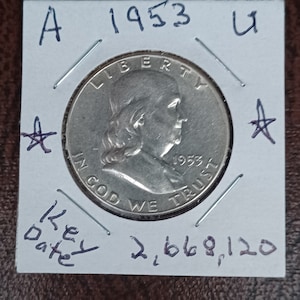 A 1953 U
LIBERTY
1953
IN GOD WE TRUST
Key
Date
2,668,120